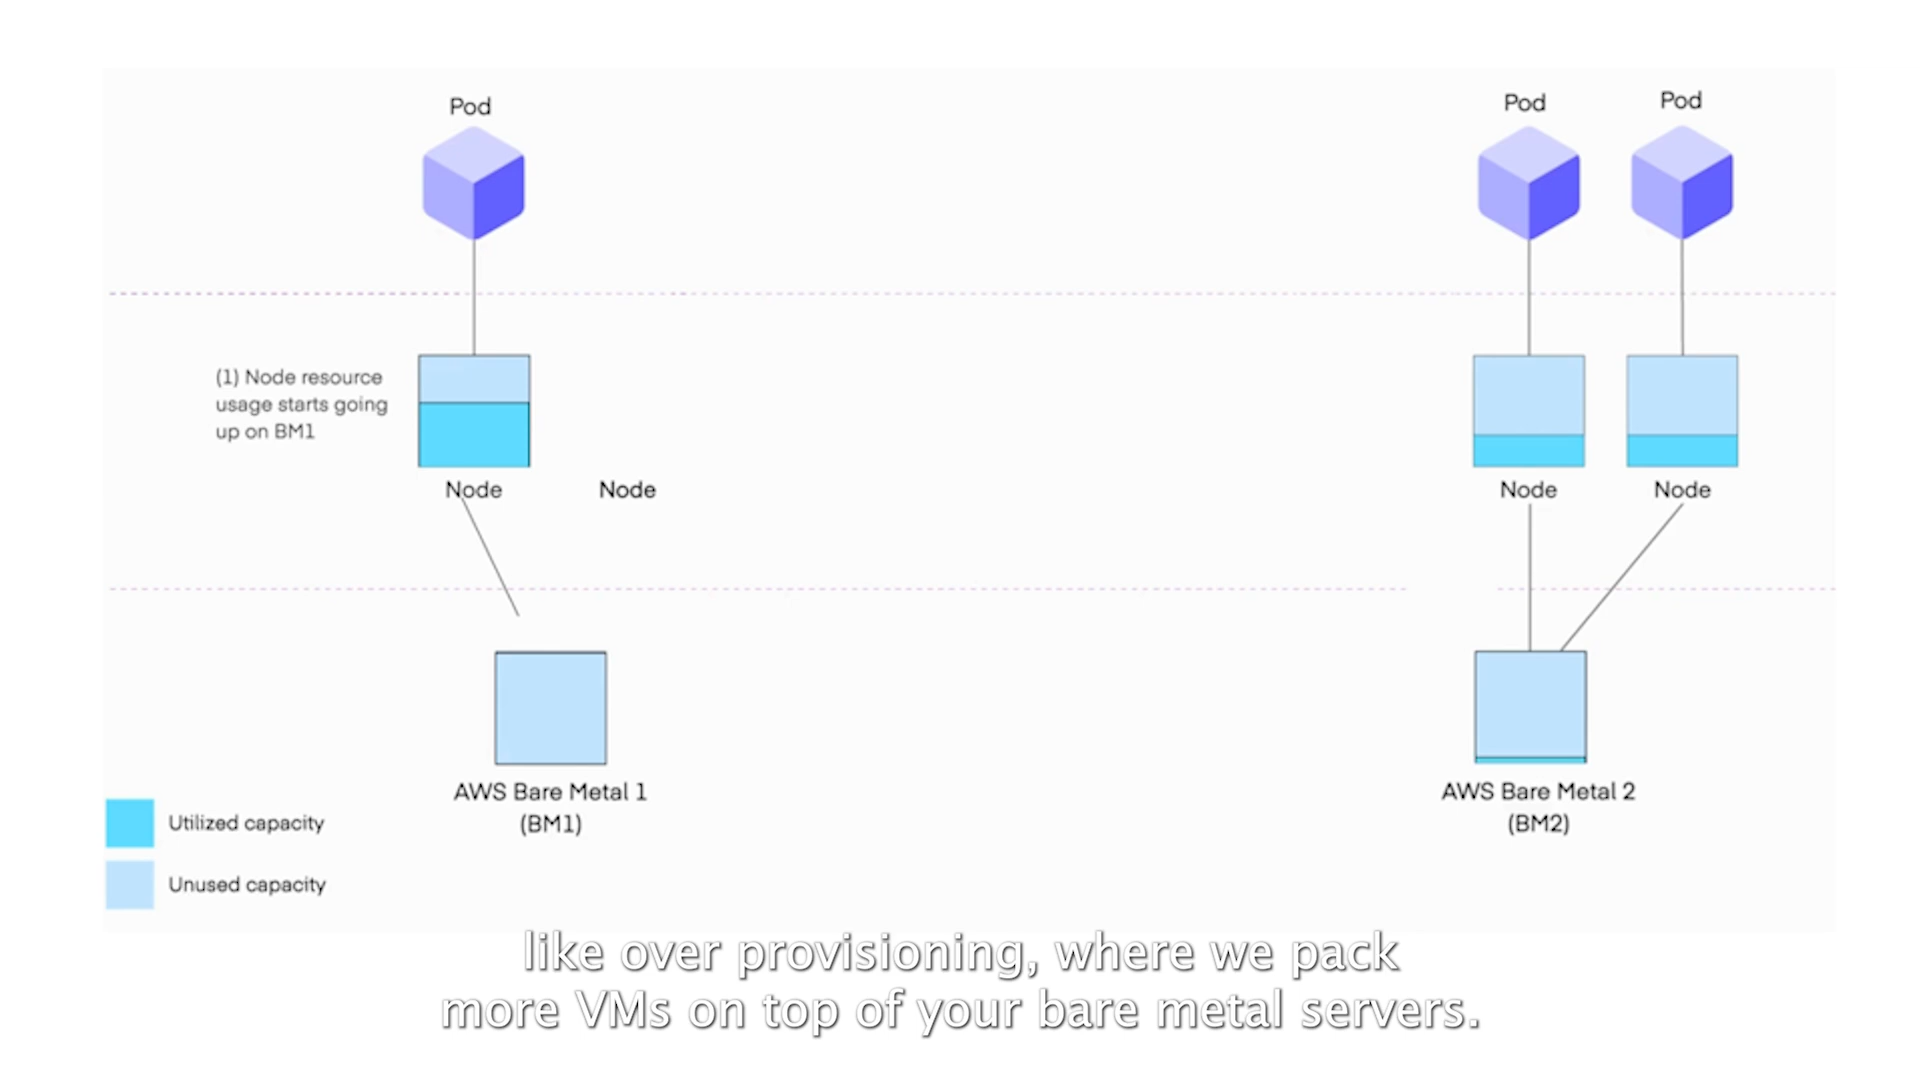 Pod
Pod
Pod
(1) Node resource
usage starts going
up on BM1
Node
Node
Node
Node
AWS Bare Metal 1
(BM1)
AWS Bare Metal 2
(BM2)
Utilized capacity
Unused capacity
like over provisioning, where we pack
more VMs on top of your bare metal servers.